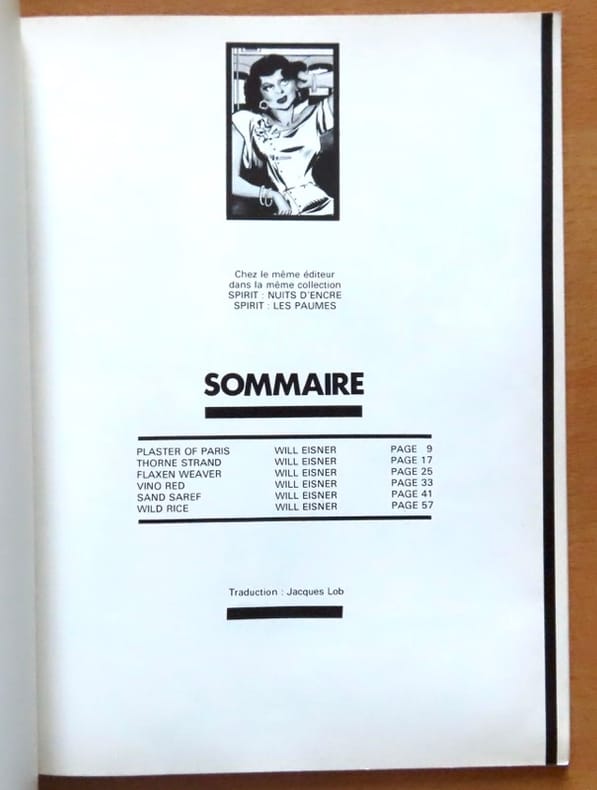 Chez le même éditeur
dans la même collection
SPIRIT : NUITS D'ENCRE
SPIRIT : LES PAUMES
SOMMAIRE
PLASTER OF PARIS WILL EISNER PAGE 9
THORNE STRAND WILL EISNER PAGE 17
FLAXEN WEAVER WILL EISNER PAGE 25
VINO RED WILL EISNER PAGE 33
SAND SAREF WILL EISNER PAGE 41
WILD RICE WILL EISNER PAGE 57
Traduction : Jacques Lob